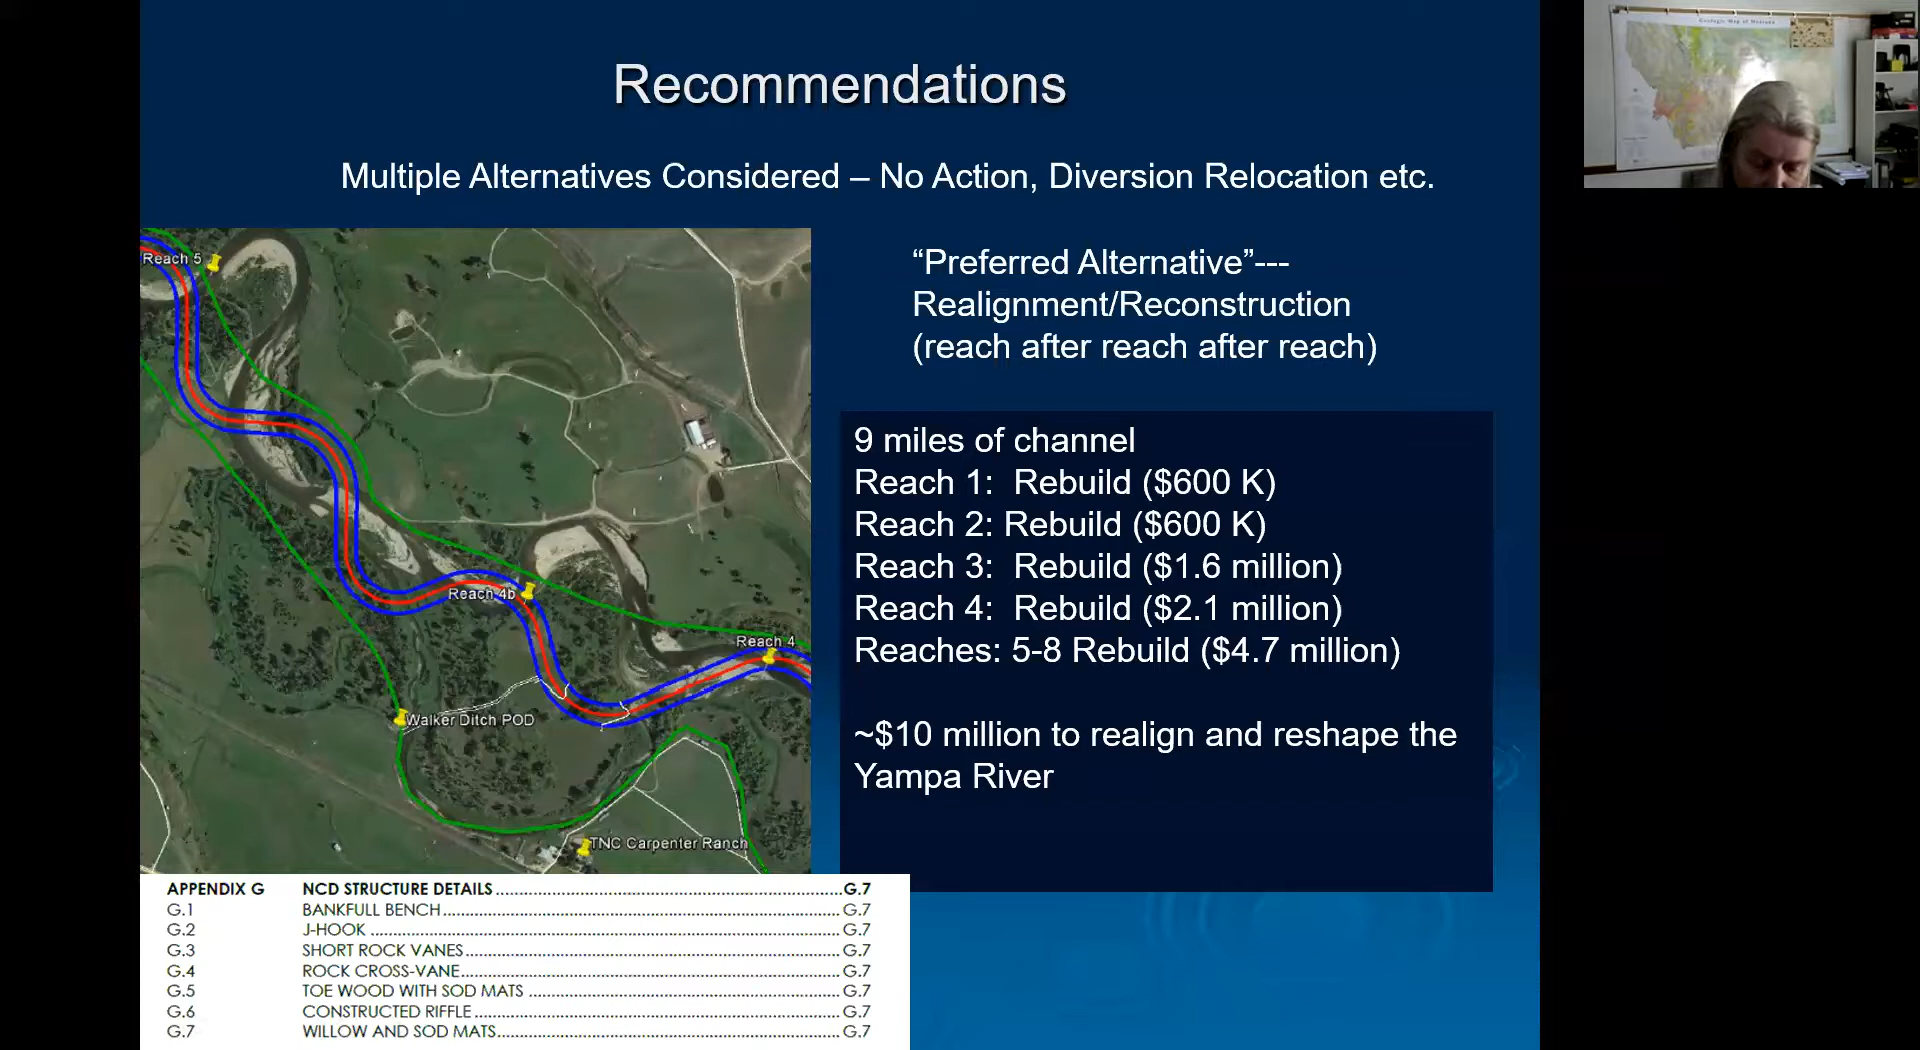 Recommendations
Multiple Alternatives Considered – No Action, Diversion Relocation etc.
“Preferred Alternative”---
Realignment/Reconstruction
(reach after reach after reach)
Reach 5
Reach 4b
Reach 4
Walker Ditch POD
TNC Carpenter Ranch
9 miles of channel
Reach 1:  Rebuild ($600 K)
Reach 2: Rebuild ($600 K)
Reach 3:  Rebuild ($1.6 million)
Reach 4:  Rebuild ($2.1 million)
Reaches: 5-8 Rebuild ($4.7 million)
~$10 million to realign and reshape the
Yampa River
APPENDIX G NCD STRUCTURE DETAILS G.7
G.1 BANKFULL BENCH G.7
G.2 J-HOOK G.7
G.3 SHORT ROCK VANES G.7
G.4 ROCK CROSS-VANE G.7
G.5 TOE WOOD WITH SOD MATS G.7
G.6 CONSTRUCTED RIFFLE G.7
G.7 WILLOW AND SOD MATS G.7
Geologic Map of Montana